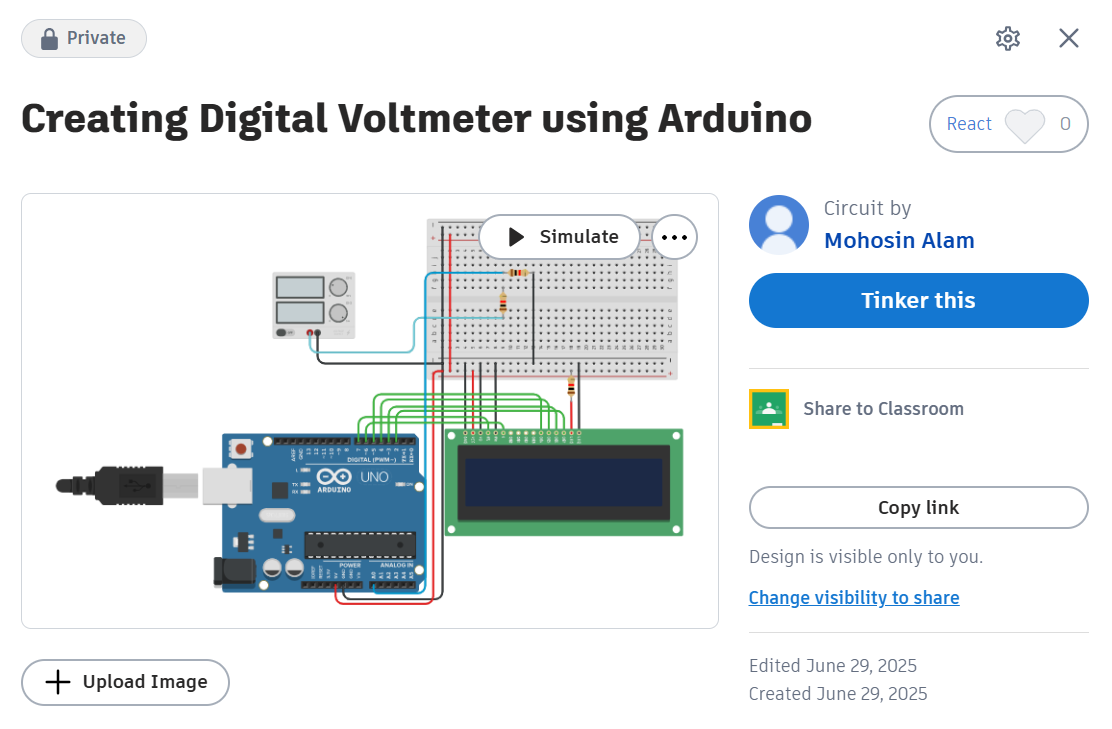 Private
Creating Digital Voltmeter using Arduino
React 0
Simulate
Circuit by
Mohosin Alam
Tinker this
Share to Classroom
DIGITAL (PWM~)
UNO
ARDUINO
POWER
ANALOG IN
Copy link
Design is visible only to you.
Change visibility to share
Upload Image
Edited June 29, 2025
Created June 29, 2025